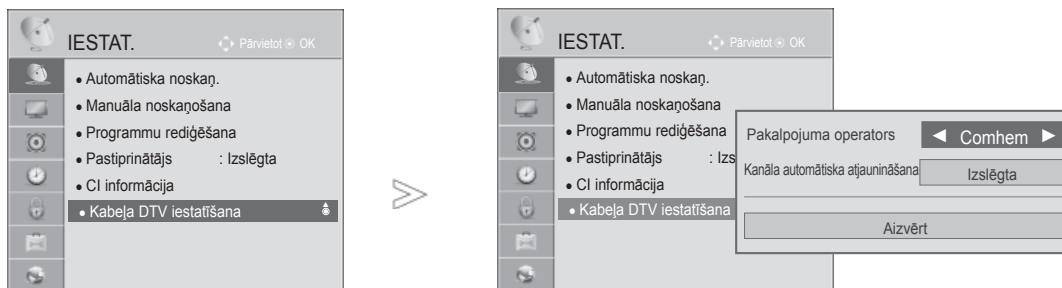 IESTAT.
Pārvietot OK
• Automātiska noskaņ.
• Manuāla noskaņošana
• Programmu rediģēšana
• Pastiprinātājs : Izslēgta
• CI informācija
• Kabeļa DTV iestatīšana
IESTAT.
Pārvietot OK
• Automātiska noskaņ.
• Manuāla noskaņošana
• Programmu rediģēšana
• Pastiprinātājs : Izs
• CI informācija
• Kabeļa DTV iestatīšana
Pakalpojuma operators ◄ Comhem ►
Kanāla automātiska atjaunināšana Izslēgta
Aizvērt